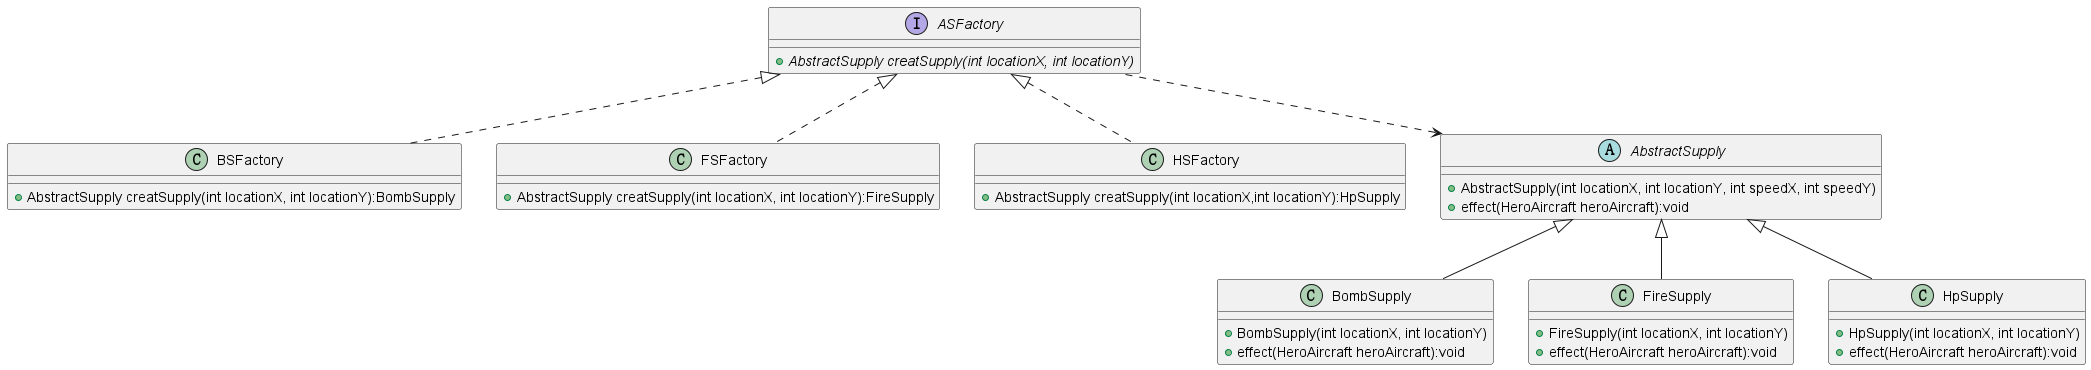 I ASFactory
AbstractSupply creatSupply(int locationX, int locationY)
C BSFactory
AbstractSupply creatSupply(int locationX, int locationY):BombSupply
C FSFactory
AbstractSupply creatSupply(int locationX, int locationY):FireSupply
C HSFactory
AbstractSupply creatSupply(int locationX,int locationY):HpSupply
A AbstractSupply
AbstractSupply(int locationX, int locationY, int speedX, int speedY)
effect(HeroAircraft heroAircraft):void
C BombSupply
BombSupply(int locationX, int locationY)
effect(HeroAircraft heroAircraft):void
C FireSupply
FireSupply(int locationX, int locationY)
effect(HeroAircraft heroAircraft):void
C HpSupply
HpSupply(int locationX, int locationY)
effect(HeroAircraft heroAircraft):void